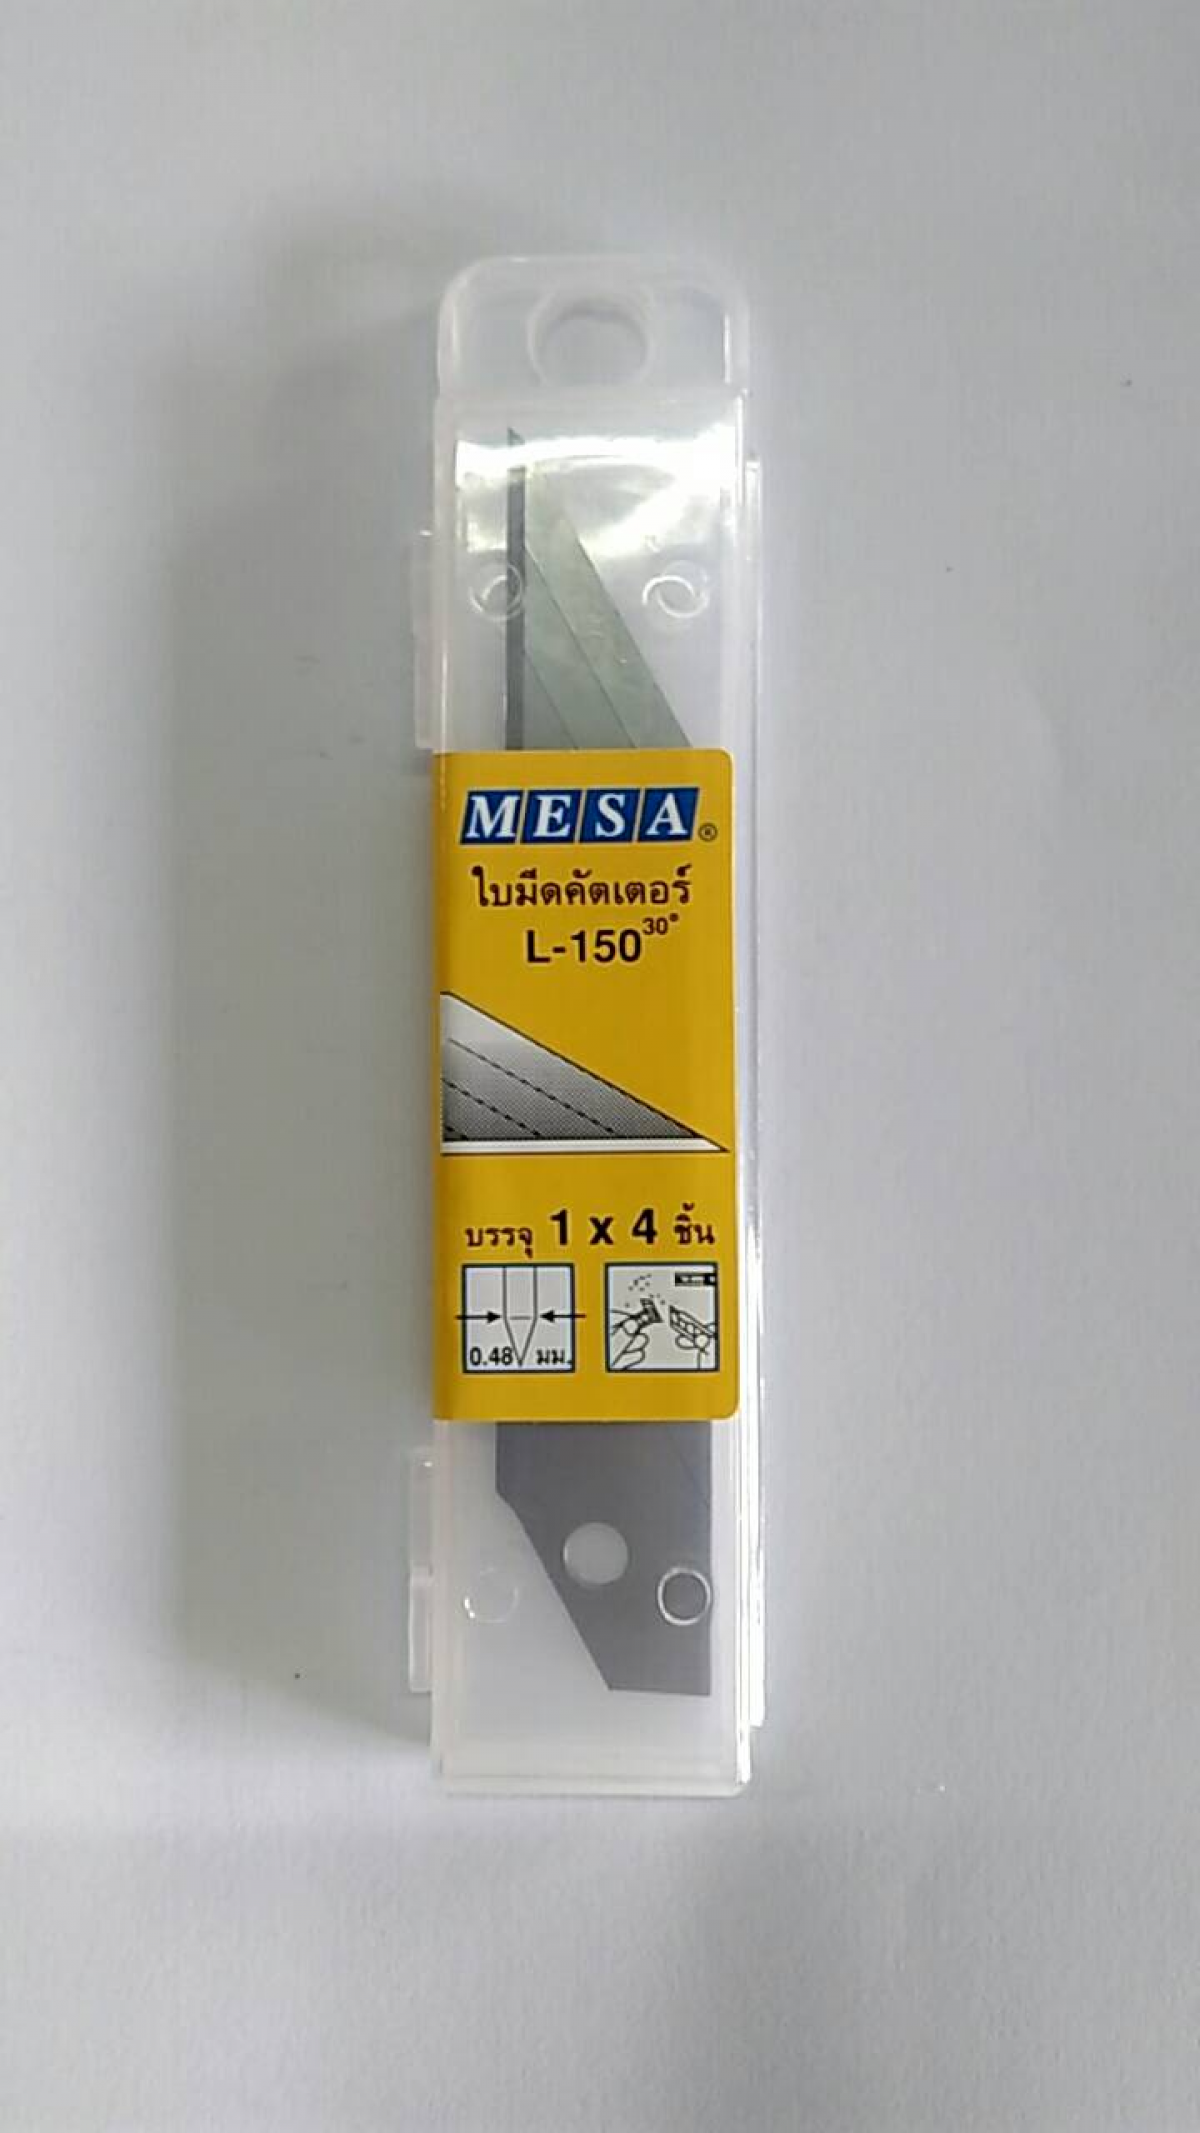 MESA®
ใบมีดคัตเตอร์
L-150 30°
บรรจุ 1 x 4 ชิ้น
0.48 มม.